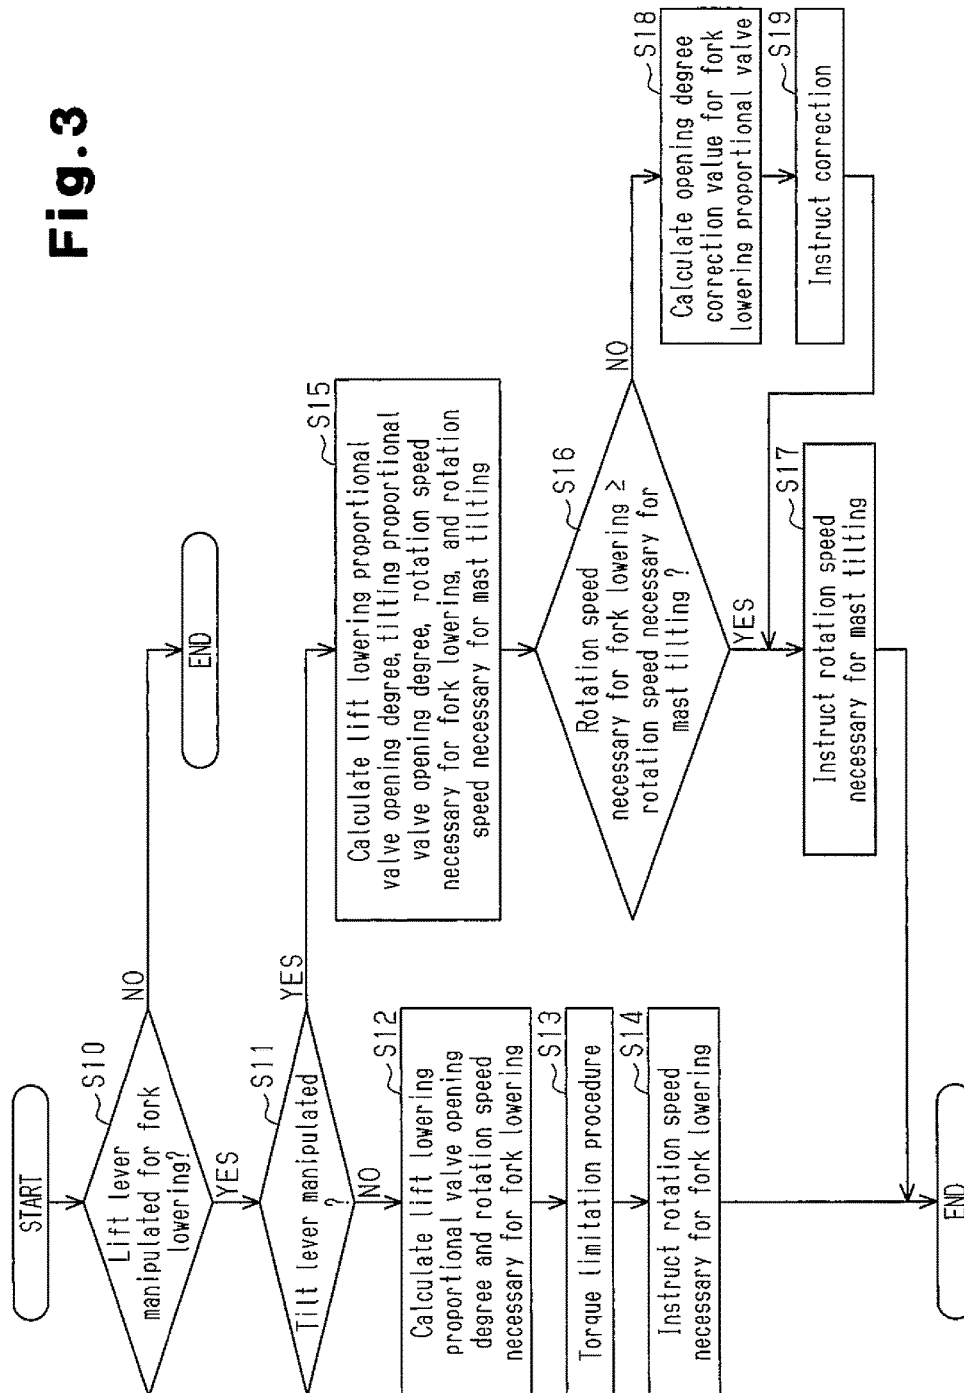 Fig.3
START
S10
Lift lever
manipulated for fork
lowering?
NO
END
YES
S11
Tilt lever manipulated
?
YES
NO
S12
Calculate lift lowering
proportional valve opening
degree and rotation speed
necessary for fork lowering
S13
Torque limitation procedure
S14
Instruct rotation speed
necessary for fork lowering
S15
Calculate lift lowering proportional
valve opening degree, tilting proportional
valve opening degree, rotation speed
necessary for fork lowering, and rotation
speed necessary for mast tilting
S16
Rotation speed
necessary for fork lowering ≥
rotation speed necessary for
mast tilting ?
NO
YES
S17
Instruct rotation speed
necessary for mast tilting
S18
Calculate opening degree
correction value for fork
lowering proportional valve
S19
Instruct correction
END